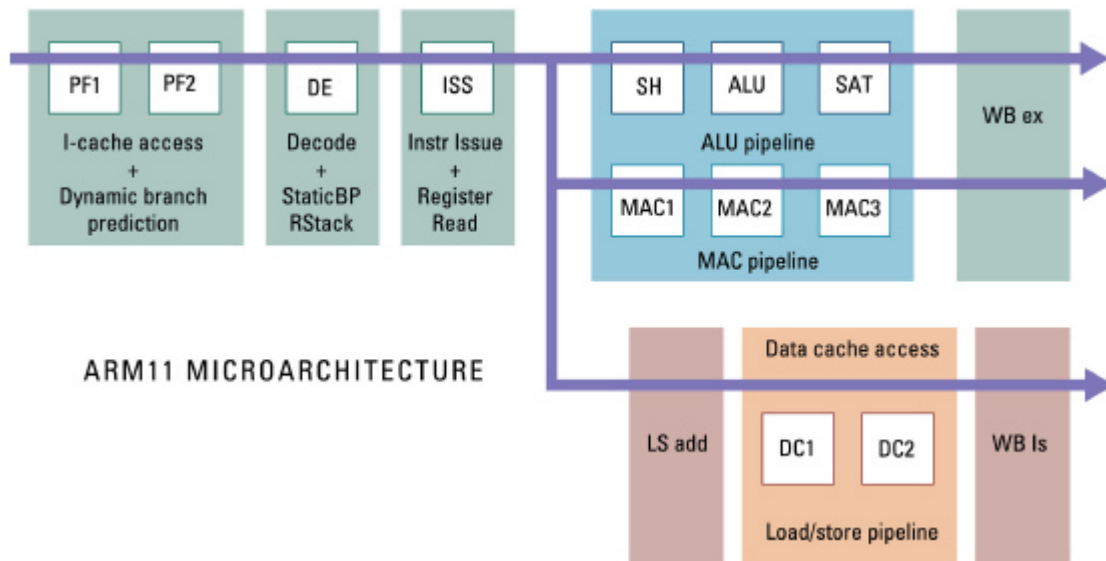 PF1 PF2 DE ISS SH ALU SAT
I-cache access
+
Dynamic branch
prediction
Decode
+
StaticBP
RStack
Instr Issue
+
Register
Read
ALU pipeline
WB ex
MAC1 MAC2 MAC3
MAC pipeline
ARM11 MICROARCHITECTURE
Data cache access
LS add
DC1 DC2
WB ls
Load/store pipeline